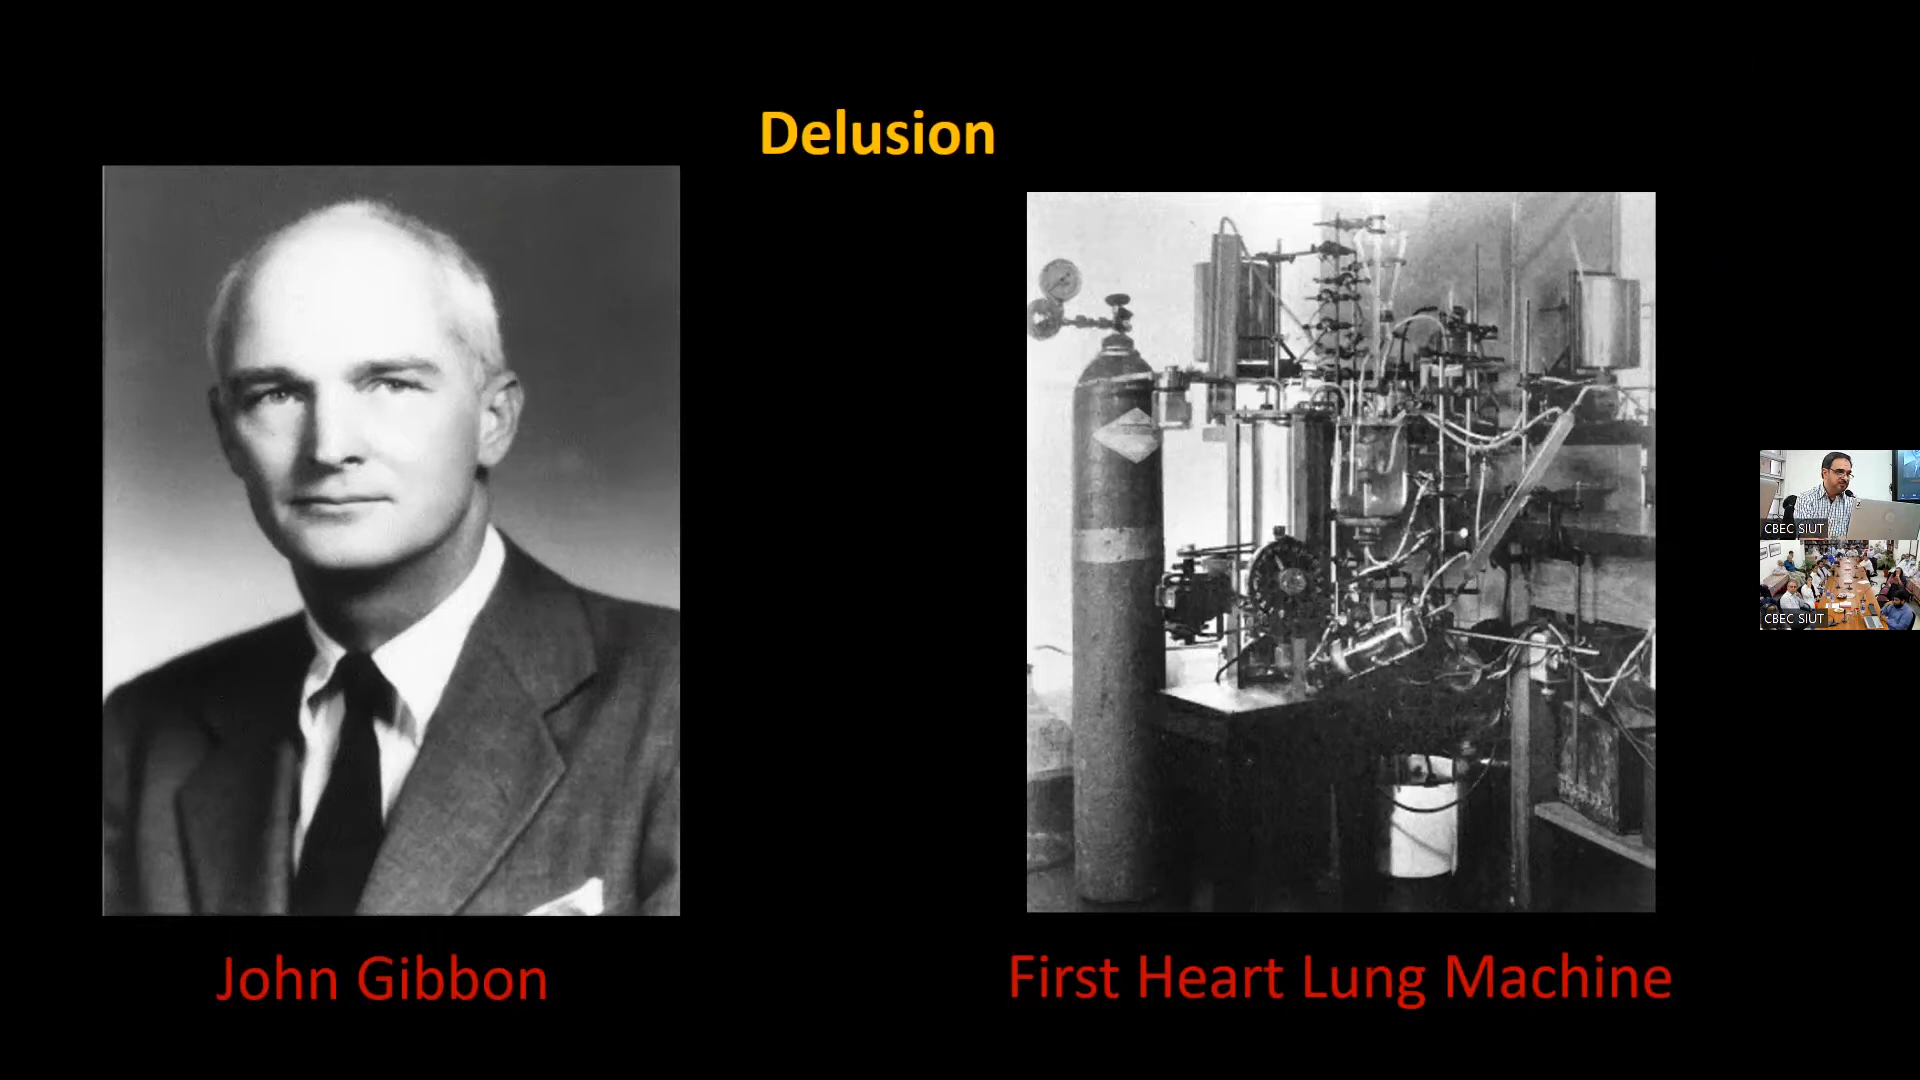 Delusion
John Gibbon
First Heart Lung Machine
CBEC SIUT
CBEC SIUT